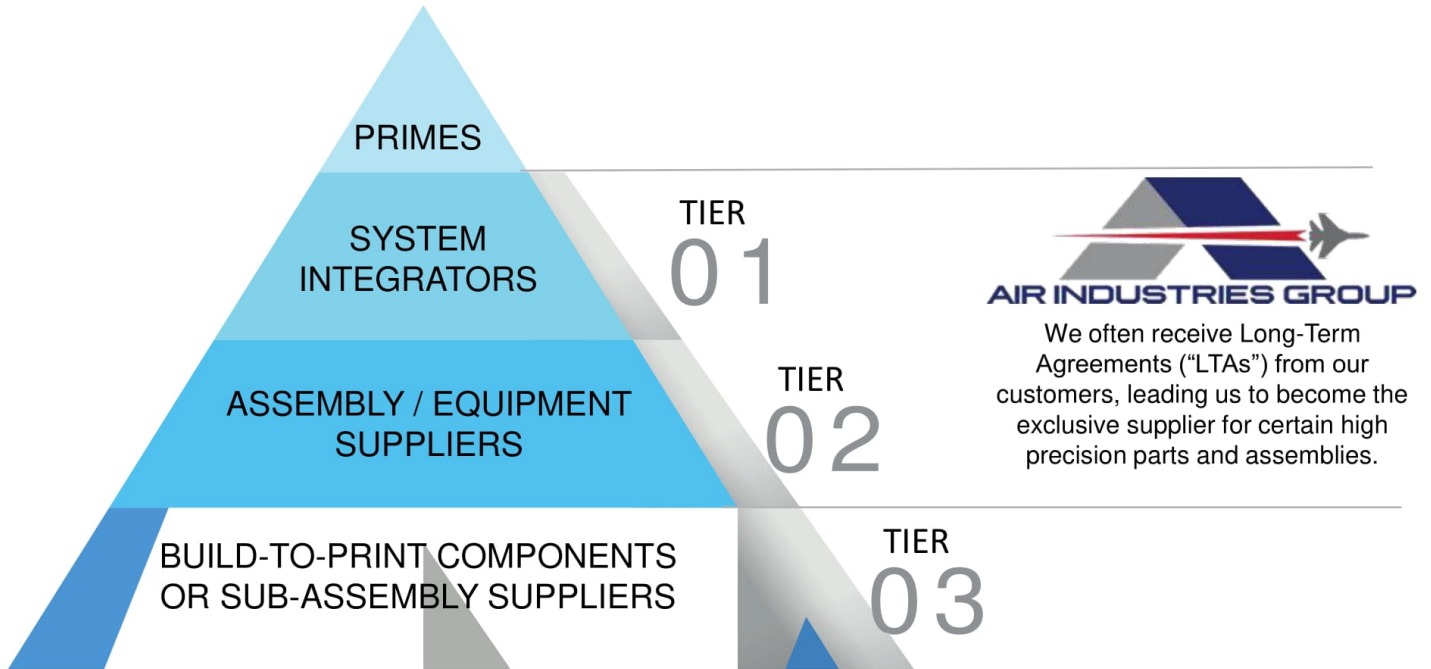 PRIMES
SYSTEM
INTEGRATORS
TIER
01
ASSEMBLY / EQUIPMENT
SUPPLIERS
TIER
02
BUILD-TO-PRINT COMPONENTS
OR SUB-ASSEMBLY SUPPLIERS
TIER
03
AIR INDUSTRIES GROUP
We often receive Long-Term
Agreements (“LTAs”) from our
customers, leading us to become the
exclusive supplier for certain high
precision parts and assemblies.